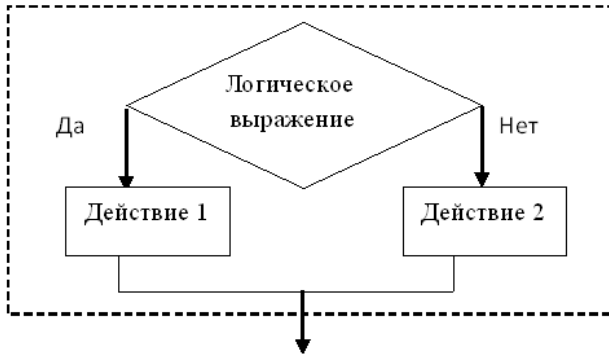 Логическое
выражение
Да
Нет
Действие 1
Действие 2